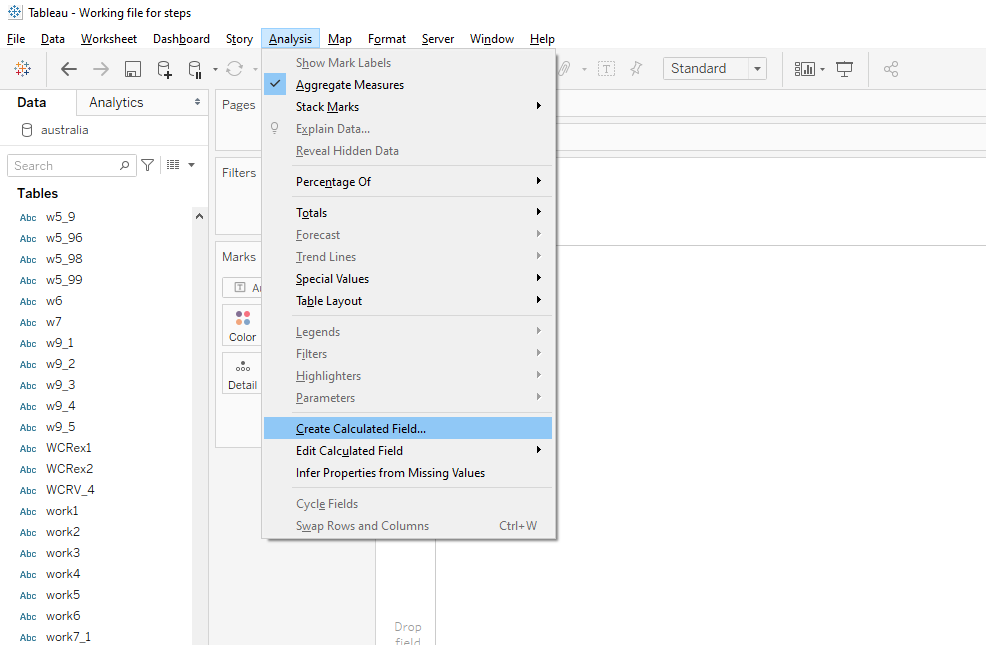 Tableau - Working file for steps
File Data Worksheet Dashboard Story Analysis Map Format Server Window Help
Standard
Data Analytics
australia
Search
Tables
Abc w5_9
Abc w5_96
Abc w5_98
Abc w5_99
Abc w6
Abc w7
Abc w9_1
Abc w9_2
Abc w9_3
Abc w9_4
Abc w9_5
Abc WCRex1
Abc WCRex2
Abc WCRV_4
Abc work1
Abc work2
Abc work3
Abc work4
Abc work5
Abc work6
Abc work7_1
Pages
Filters
Marks
Color
Detail
Show Mark Labels
Aggregate Measures
Stack Marks
Explain Data...
Reveal Hidden Data
Percentage Of
Totals
Forecast
Trend Lines
Special Values
Table Layout
Legends
Filters
Highlighters
Parameters
Create Calculated Field...
Edit Calculated Field
Infer Properties from Missing Values
Cycle Fields
Swap Rows and Columns Ctrl+W
Drop
field